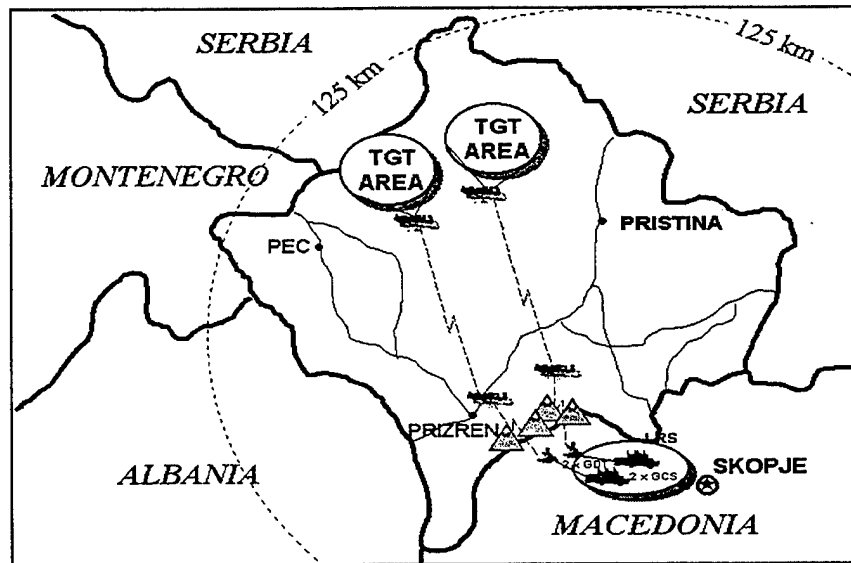 SERBIA
125 km
125 km
SERBIA
TGT
AREA
TGT
AREA
MONTENEGRO
PRISTINA
PEC
PRIZREN
LRS
2 x GDT
2 x GCS
SKOPJE
ALBANIA
MACEDONIA